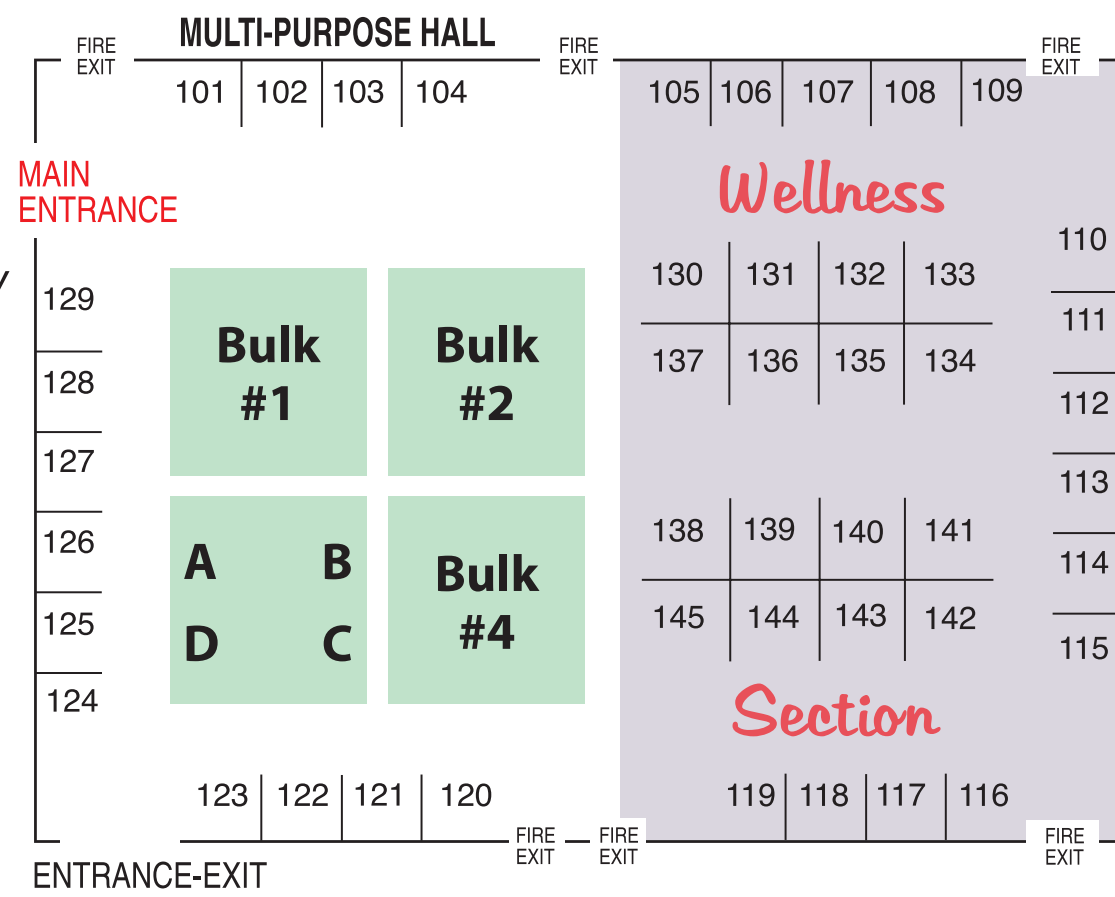 MULTI-PURPOSE HALL
FIRE
EXIT
FIRE
EXIT
FIRE
EXIT
101 102 103 104 105 106 107 108 109
MAIN
ENTRANCE
Wellness
110
130 131 132 133
129
111
Bulk
#1
Bulk
#2
137 136 135 134
128
112
127
113
138 139 140 141
126
A B
114
Bulk
#4
145 144 143 142
125
D C
115
124
Section
123 122 121 120 119 118 117 116
FIRE
EXIT
FIRE
EXIT
FIRE
EXIT
ENTRANCE-EXIT